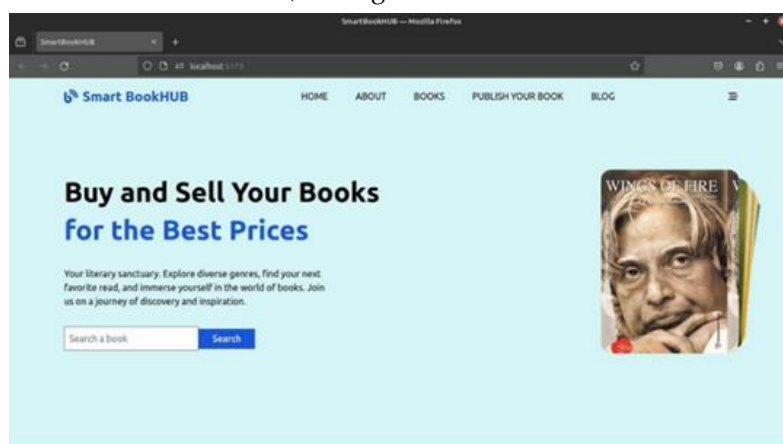 SmartBookHUB — Mozilla Firefox
SmartBookHUB
localhost:5173
Smart BookHUB
HOME ABOUT BOOKS PUBLISH YOUR BOOK BLOG
Buy and Sell Your Books
for the Best Prices
Your literary sanctuary. Explore diverse genres, find your next
favorite read, and immerse yourself in the world of books. Join
us on a journey of discovery and inspiration.
Search a book Search
WINGS OF FIRE